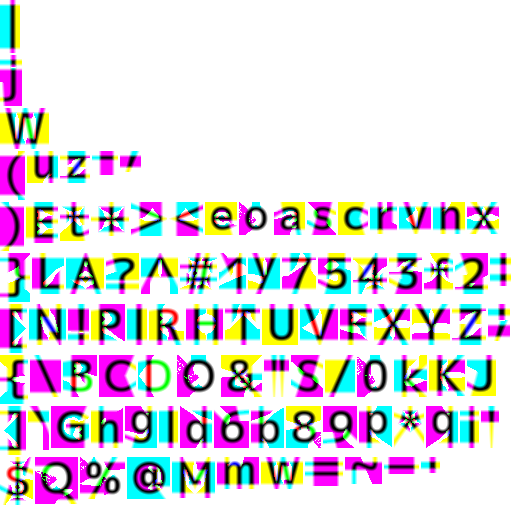 |
j
W
(uz-,
)Et+><eoascrvnx
}LA?^#1y7543f2:
[N!PIRHTUVFXYZ;
{\BCDO&"S/0kKJ
]`Ghgld6b89p*qi'
$Q%@Mmw=~-.